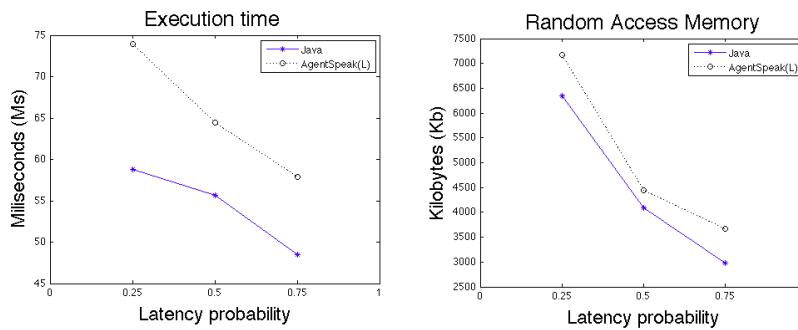 Execution time
75
70
65
60
55
50
45
0
0.25
0.5
0.75
1
Miliseconds (Ms)
Latency probability
Java
AgentSpeak(L)
Random Access Memory
7500
7000
6500
6000
5500
5000
4500
4000
3500
3000
2500
0
0.25
0.5
0.75
Kilobytes (Kb)
Latency probability
Java
AgentSpeak(L)